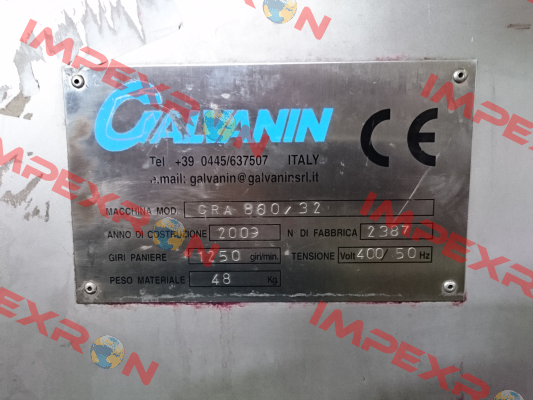 IMPEXRON
GALVANIN
Tel. +39 0445/637507 ITALY
e.mail: galvanin@galvaninsrl.it
CE
MACCHINA MOD. GRA 860/32
ANNO DI COSTRUZIONE 2009 N DI FABBRICA 2387
GIRI PANIERE 1250 giri/min. TENSIONE Volt 400/50 Hz
PESO MATERIALE 48 Kg
IMPEXRON
IMPEXRON